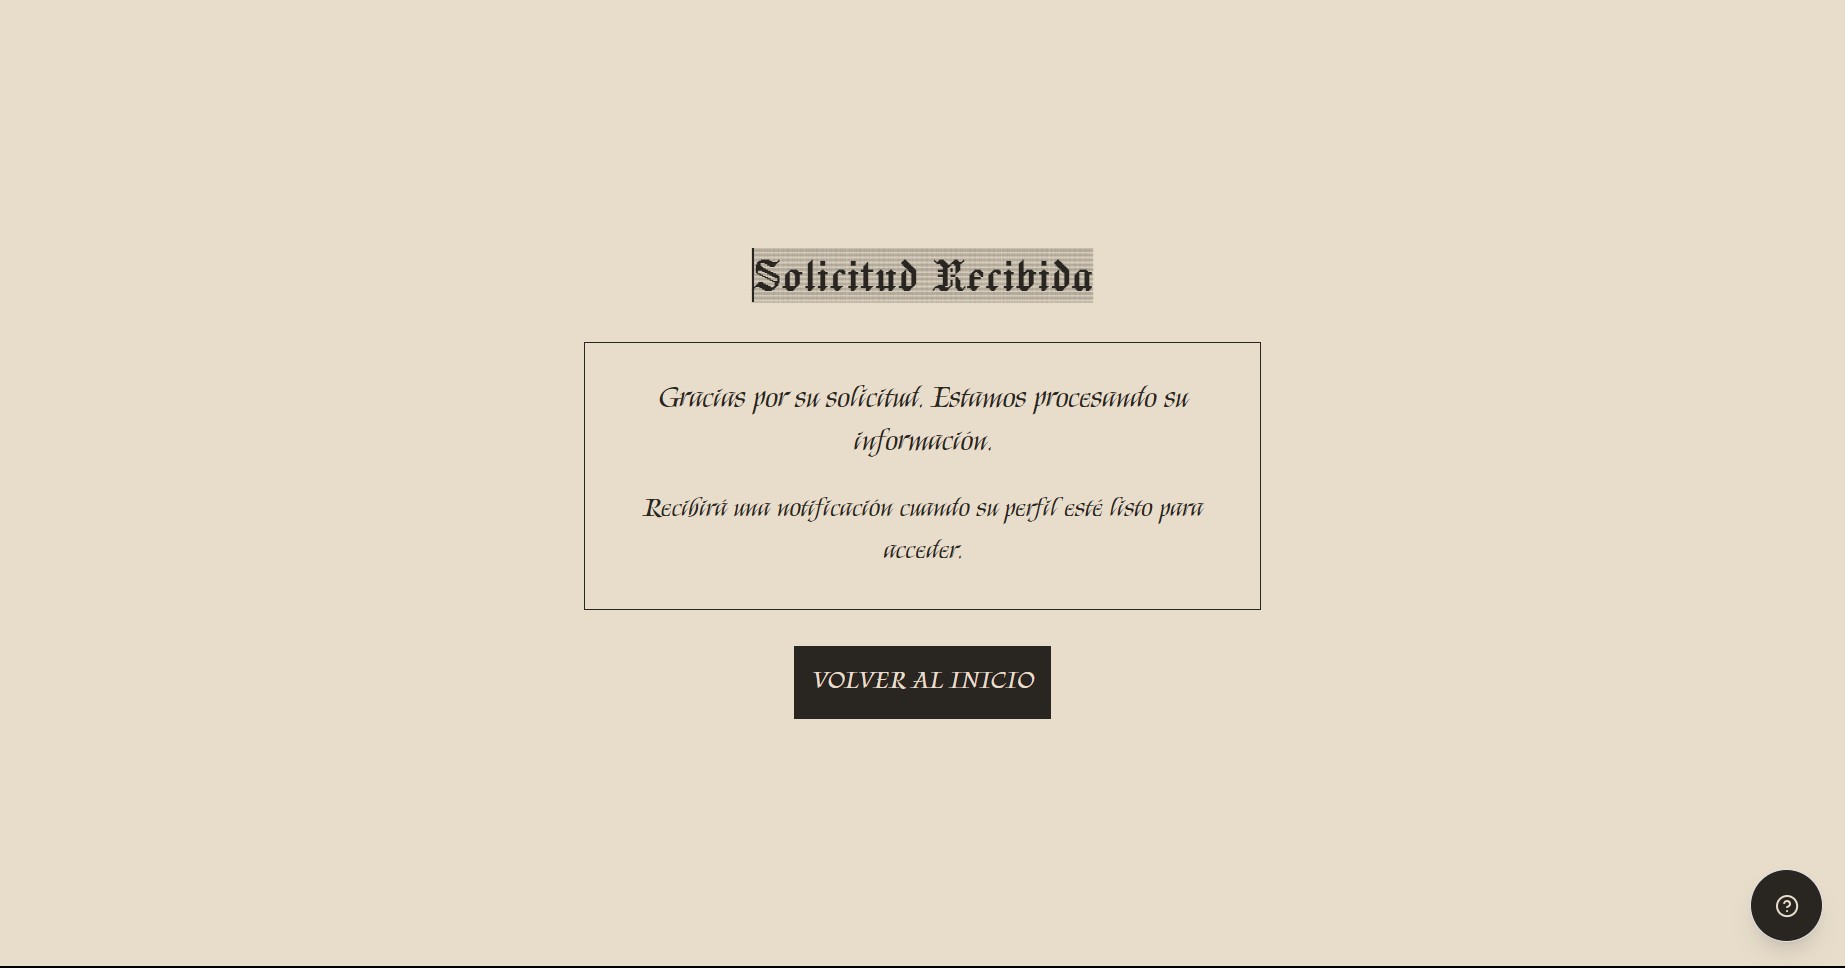 Solicitud Recibida
Gracias por su solicitud. Estamos procesando su
información.
Recibirá una notificación cuando su perfil esté listo para
acceder.
VOLVER AL INICIO